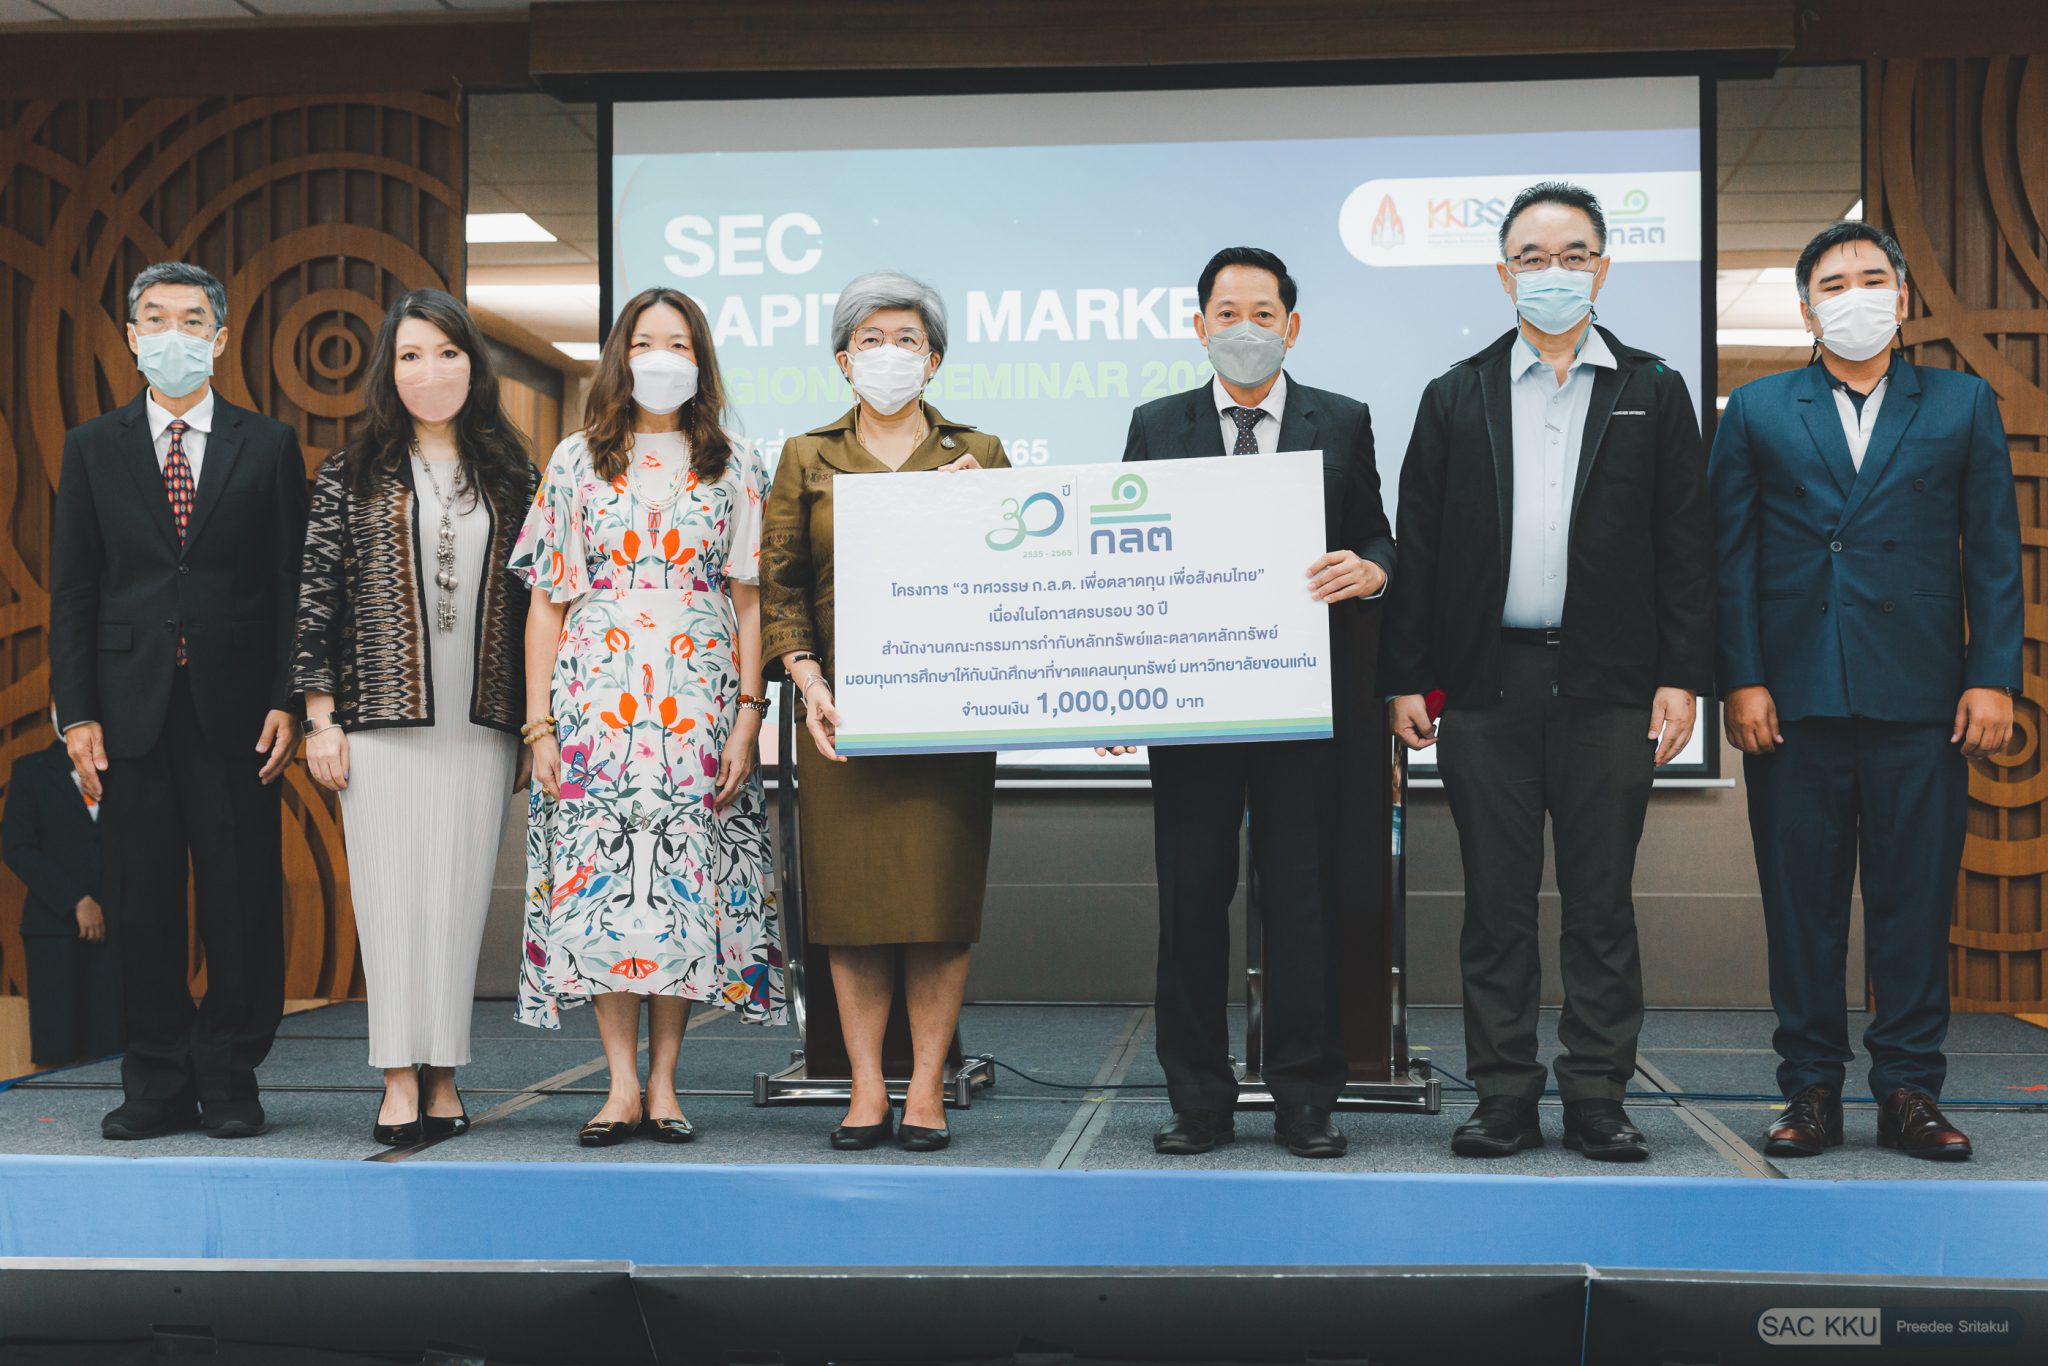 SEC
MARKE
SEMINAR
KKBS
กลต
30 ปี
2535 - 2565
กลต
โครงการ “3 ทศวรรษ ก.ล.ต. เพื่อตลาดทุน เพื่อสังคมไทย”
เนื่องในโอกาสครบรอบ 30 ปี
สำนักงานคณะกรรมการกำกับหลักทรัพย์และตลาดหลักทรัพย์
มอบทุนการศึกษาให้กับนักศึกษาที่ขาดแคลนทุนทรัพย์ มหาวิทยาลัยขอนแก่น
จำนวนเงิน 1,000,000 บาท
SAC KKU Preedee Sritakul